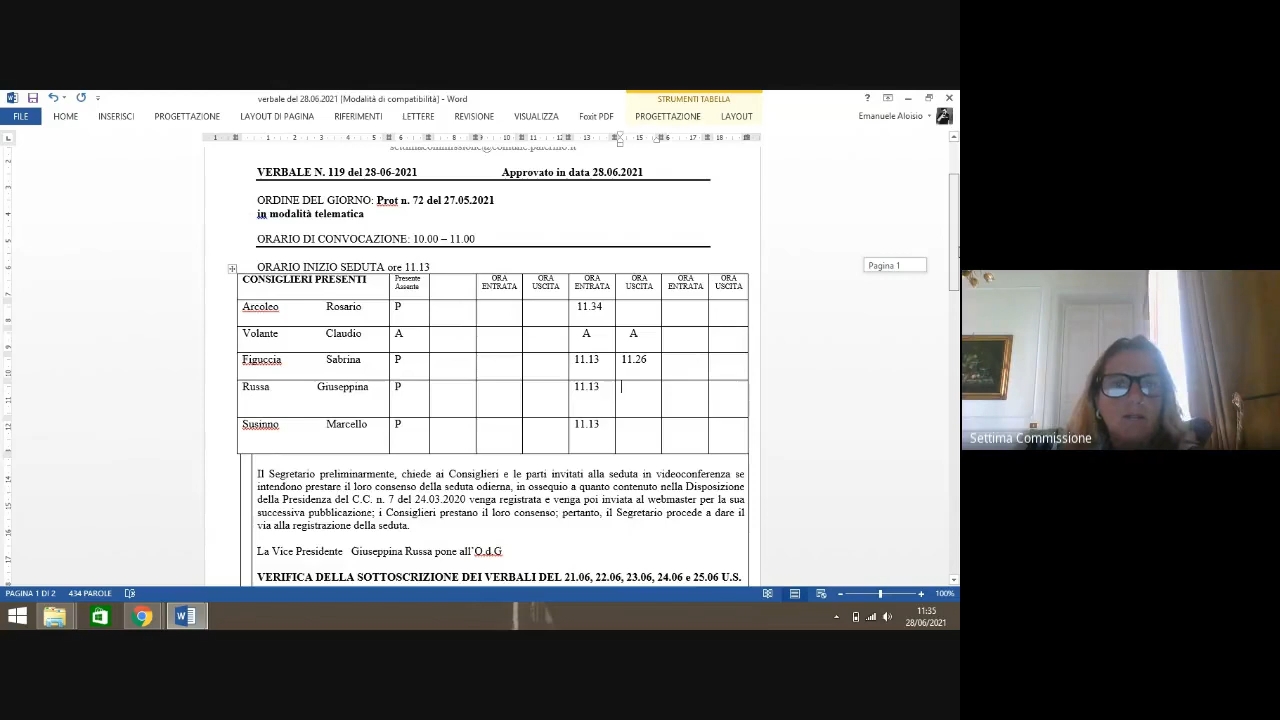 verbale del 28.06.2021 [Modalità di compatibilità] - Word
STRUMENTI TABELLA
FILE HOME INSERISCI PROGETTAZIONE LAYOUT DI PAGINA RIFERIMENTI LETTERE REVISIONE VISUALIZZA Foxit PDF PROGETTAZIONE LAYOUT Emanuele Aloisio
settimacommissione@comune.palermo.it
VERBALE N. 119 del 28-06-2021 Approvato in data 28.06.2021
ORDINE DEL GIORNO: Prot n. 72 del 27.05.2021
in modalità telematica
ORARIO DI CONVOCAZIONE: 10.00 – 11.00
Pagina 1
ORARIO INIZIO SEDUTA ore 11.13
CONSIGLIERI PRESENTI Presente Assente ORA ENTRATA ORA USCITA ORA ENTRATA ORA USCITA ORA ENTRATA ORA USCITA
Arcoleo Rosario P 11.34
Volante Claudio A A A
Figuccia Sabrina P 11.13 11.26
Russa Giuseppina P 11.13
Susinno Marcello P 11.13
Il Segretario preliminarmente, chiede ai Consiglieri e le parti invitati alla seduta in videoconferenza se
intendono prestare il loro consenso della seduta odierna, in ossequio a quanto contenuto nella Disposizione
della Presidenza del C.C. n. 7 del 24.03.2020 venga registrata e venga poi inviata al webmaster per la sua
successiva pubblicazione; i Consiglieri prestano il loro consenso; pertanto, il Segretario procede a dare il
via alla registrazione della seduta.
La Vice Presidente Giuseppina Russa pone all’O.d.G
VERIFICA DELLA SOTTOSCRIZIONE DEI VERBALI DEL 21.06, 22.06, 23.06, 24.06 e 25.06 U.S.
PAGINA 1 DI 2 434 PAROLE 100%
11:35
28/06/2021
Settima Commissione